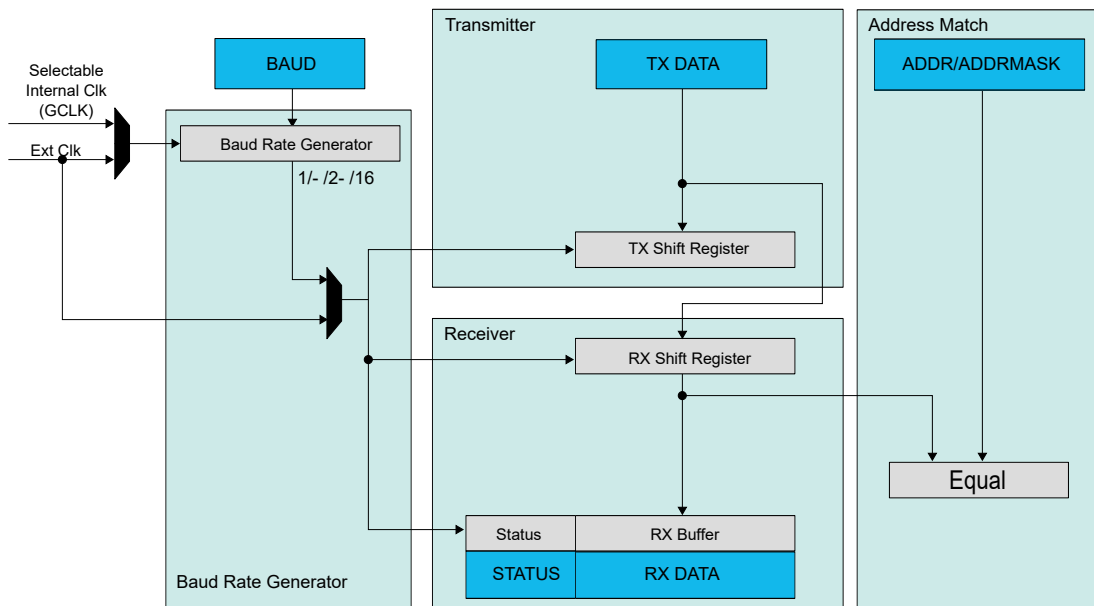 Transmitter
Address Match
BAUD
TX DATA
ADDR/ADDRMASK
Selectable
Internal Clk
(GCLK)
Ext Clk
Baud Rate Generator
1/- /2- /16
TX Shift Register
Receiver
RX Shift Register
Equal
Status
RX Buffer
STATUS
RX DATA
Baud Rate Generator